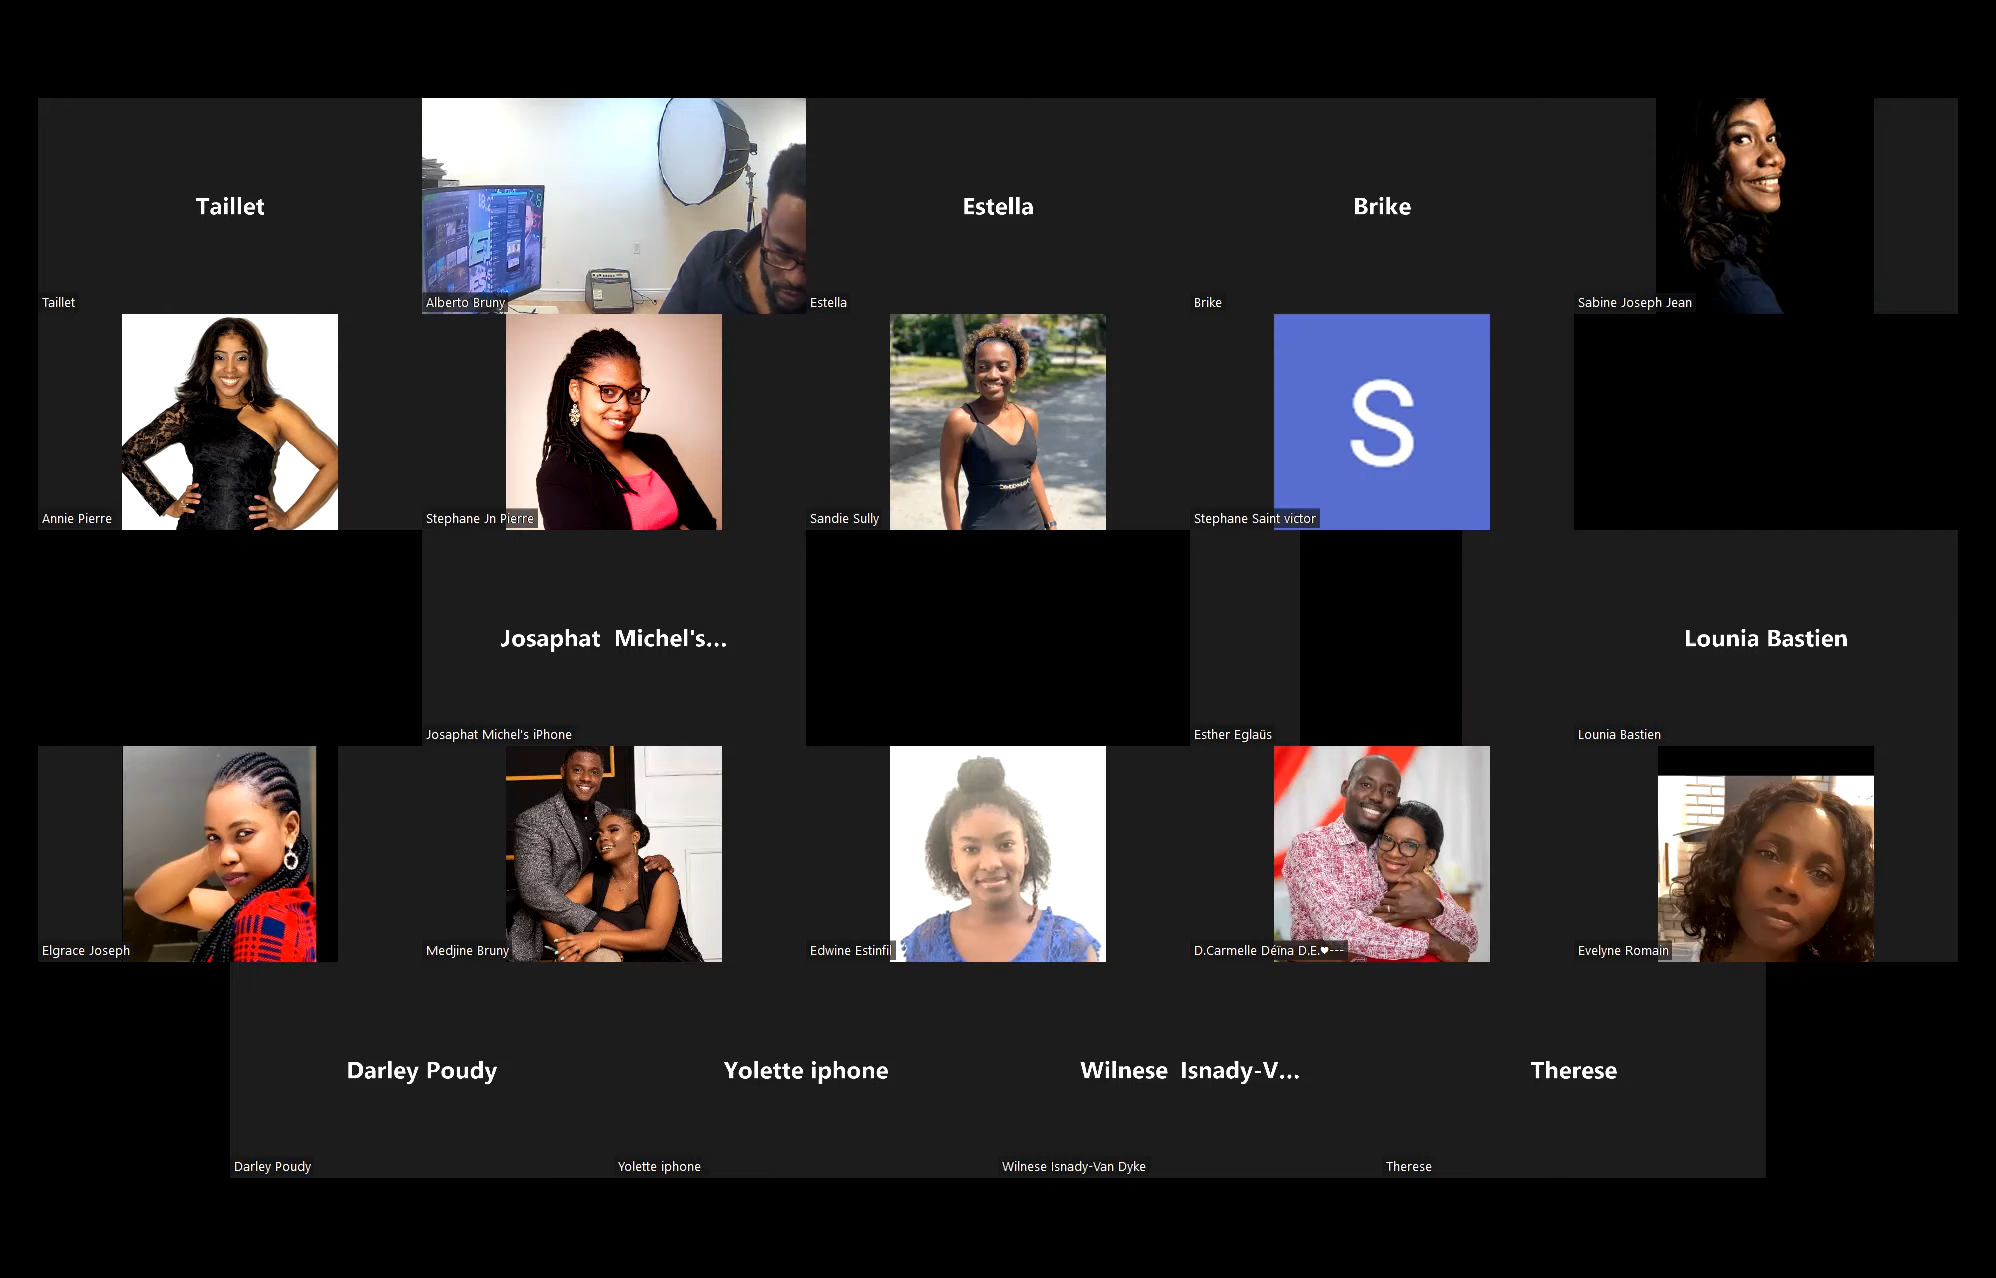 Taillet
Estella
Brike
Taillet
Alberto Bruny
Estella
Brike
Sabine Joseph Jean
S
Annie Pierre
Stephane Jn Pierre
Sandie Sully
Stephane Saint victor
Josaphat Michel's...
Lounia Bastien
Josaphat Michel's iPhone
Esther Eglaüs
Lounia Bastien
Elgrace Joseph
Medjine Bruny
Edwine Estinfil
D.Carmelle Déïna D.E.♥---
Evelyne Romain
Darley Poudy
Yolette iphone
Wilnese Isnady-V...
Therese
Darley Poudy
Yolette iphone
Wilnese Isnady-Van Dyke
Therese